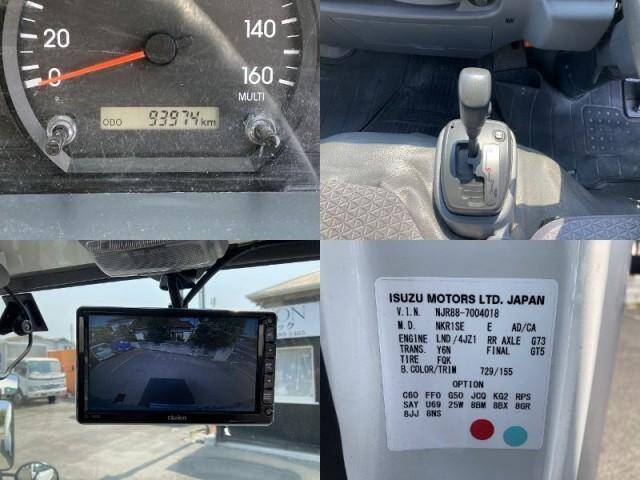 20
0
140
160
MULTI
ODO 93974 km
Clarion
ISUZU MOTORS LTD. JAPAN
V.I.N. NJR88-7004018
M.D. NKR1SE E AD/CA
ENGINE LND/4JZ1 RR AXLE G73
TRANS. Y6N FINAL GT5
TIRE FQK
B.COLOR/TRIM 729/155
OPTION
C60 FF0 G50 JCQ KG2 RPS
SAY U69 25W 8BM 8BX 8GR
8JJ 8NS